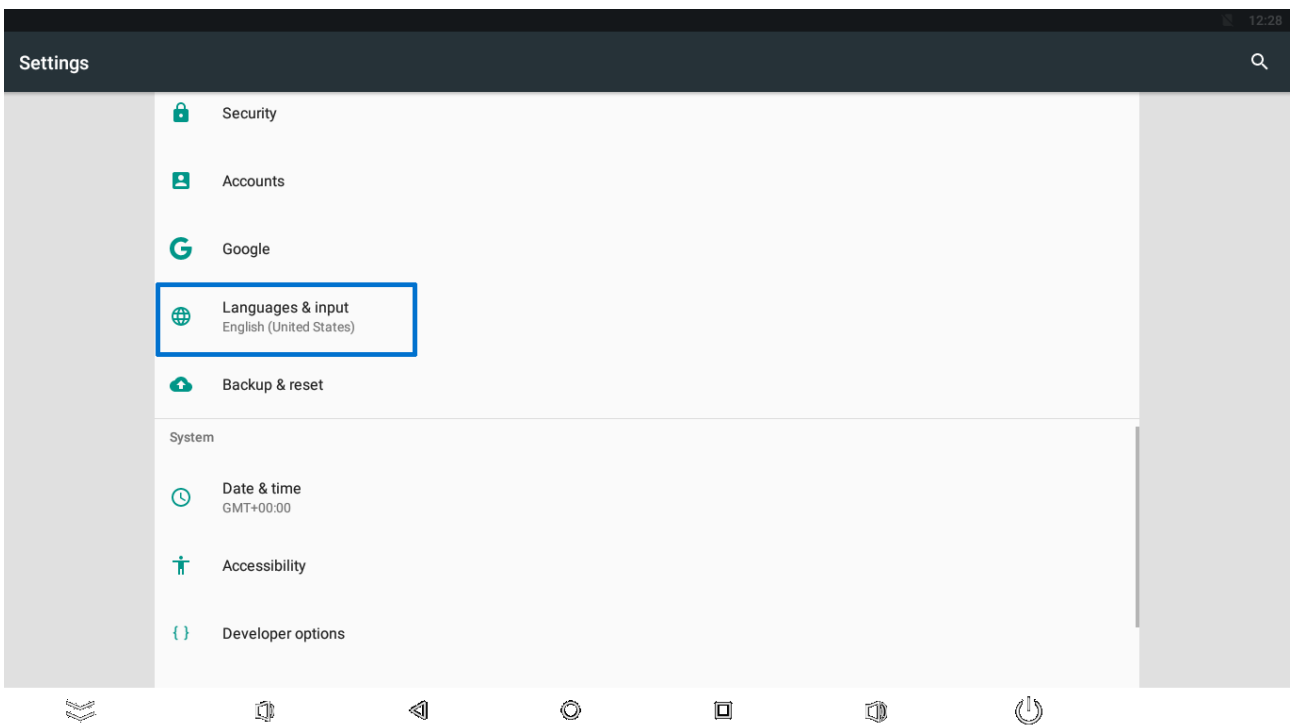 12:28
Settings
Security
Accounts
Google
Languages & input
English (United States)
Backup & reset
System
Date & time
GMT+00:00
Accessibility
{ } Developer options